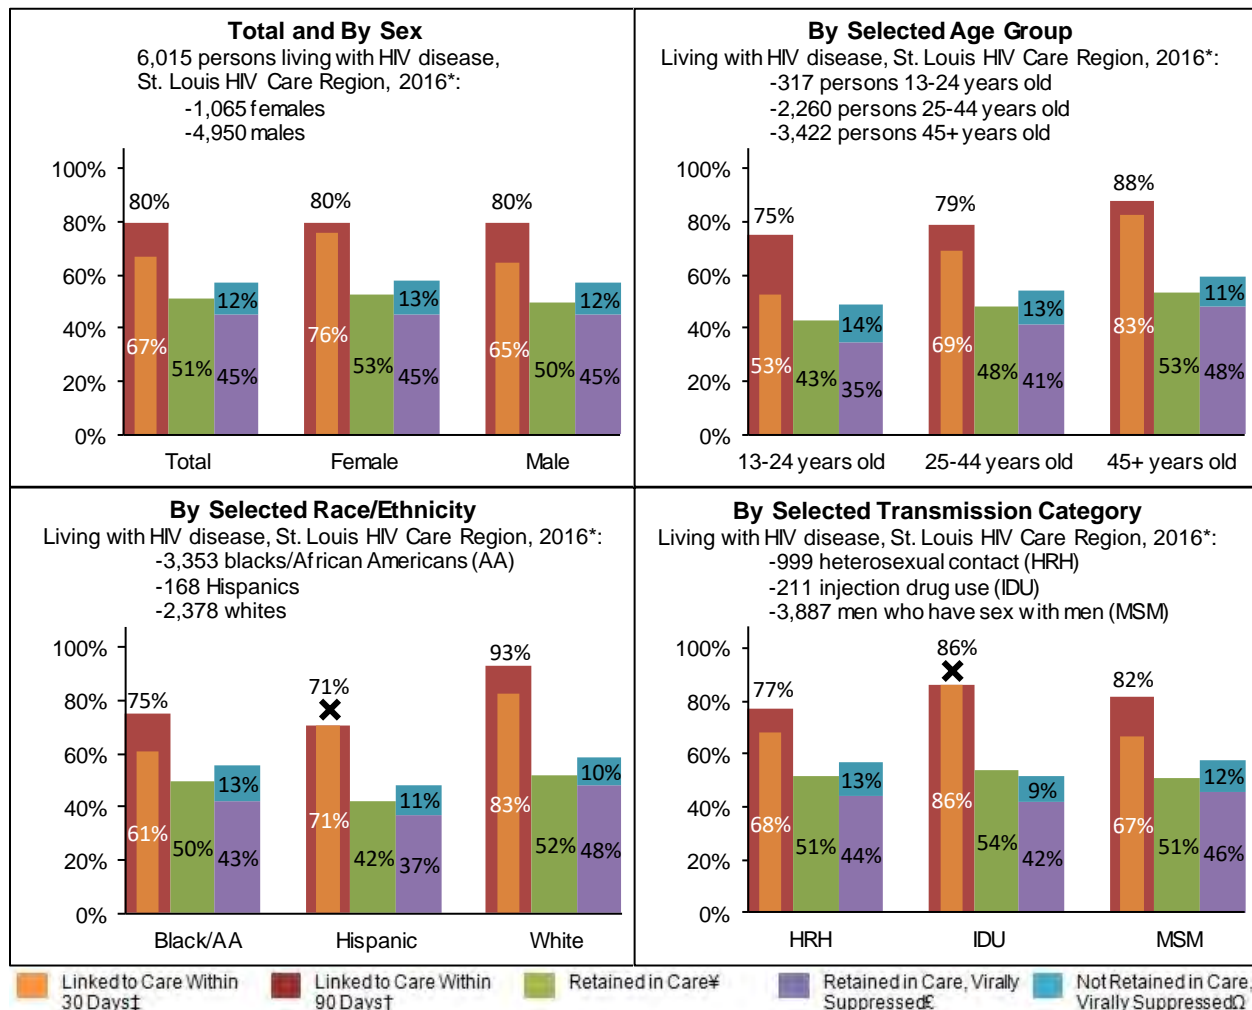 Total and By Sex
6,015 persons living with HIV disease,
St. Louis HIV Care Region, 2016*:
-1,065 females
-4,950 males
100%
80%
60%
40%
20%
0%
80%
67%
51%
12%
45%
80%
76%
53%
13%
45%
80%
65%
50%
12%
45%
Total
Female
Male
By Selected Age Group
Living with HIV disease, St. Louis HIV Care Region, 2016*:
-317 persons 13-24 years old
-2,260 persons 25-44 years old
-3,422 persons 45+ years old
100%
80%
60%
40%
20%
0%
75%
53%
43%
14%
35%
79%
69%
48%
13%
41%
88%
83%
53%
11%
48%
13-24 years old
25-44 years old
45+ years old
By Selected Race/Ethnicity
Living with HIV disease, St. Louis HIV Care Region, 2016*:
-3,353 blacks/African Americans (AA)
-168 Hispanics
-2,378 whites
100%
80%
60%
40%
20%
0%
75%
61%
50%
13%
43%
71%
71%
42%
11%
37%
93%
83%
52%
10%
48%
Black/AA
Hispanic
White
By Selected Transmission Category
Living with HIV disease, St. Louis HIV Care Region, 2016*:
-999 heterosexual contact (HRH)
-211 injection drug use (IDU)
-3,887 men who have sex with men (MSM)
100%
80%
60%
40%
20%
0%
77%
68%
51%
13%
44%
86%
86%
54%
9%
42%
82%
67%
51%
12%
46%
HRH
IDU
MSM
Linked to Care Within
30 Days‡
Linked to Care Within
90 Days†
Retained in Care¥
Retained in Care, Virally
Suppressed£
Not Retained in Care,
Virally SuppressedΩ